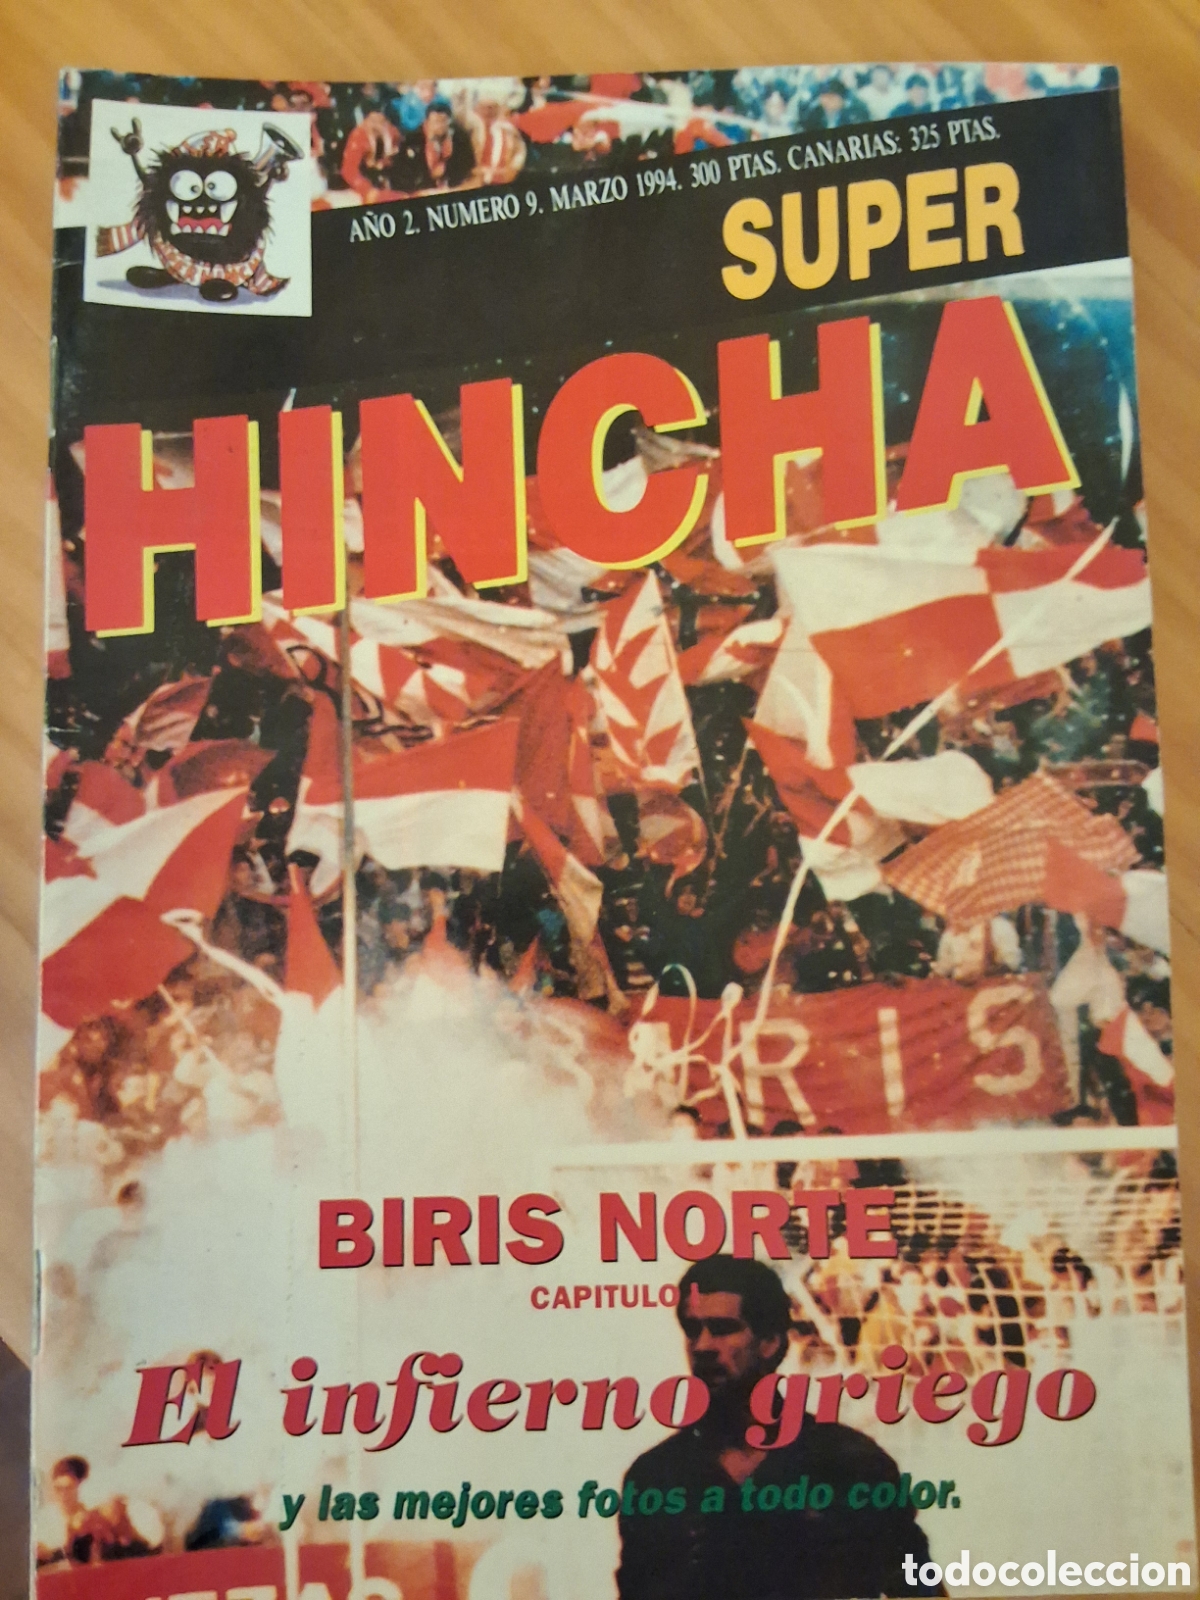 AÑO 2. NUMERO 9. MARZO 1994. 300 PTAS. CANARIAS: 325 PTAS.
SUPER
HINCHA
RIS
BIRIS NORTE
CAPITULO I
El infierno griego
y las mejores fotos a todo color.
todocoleccion